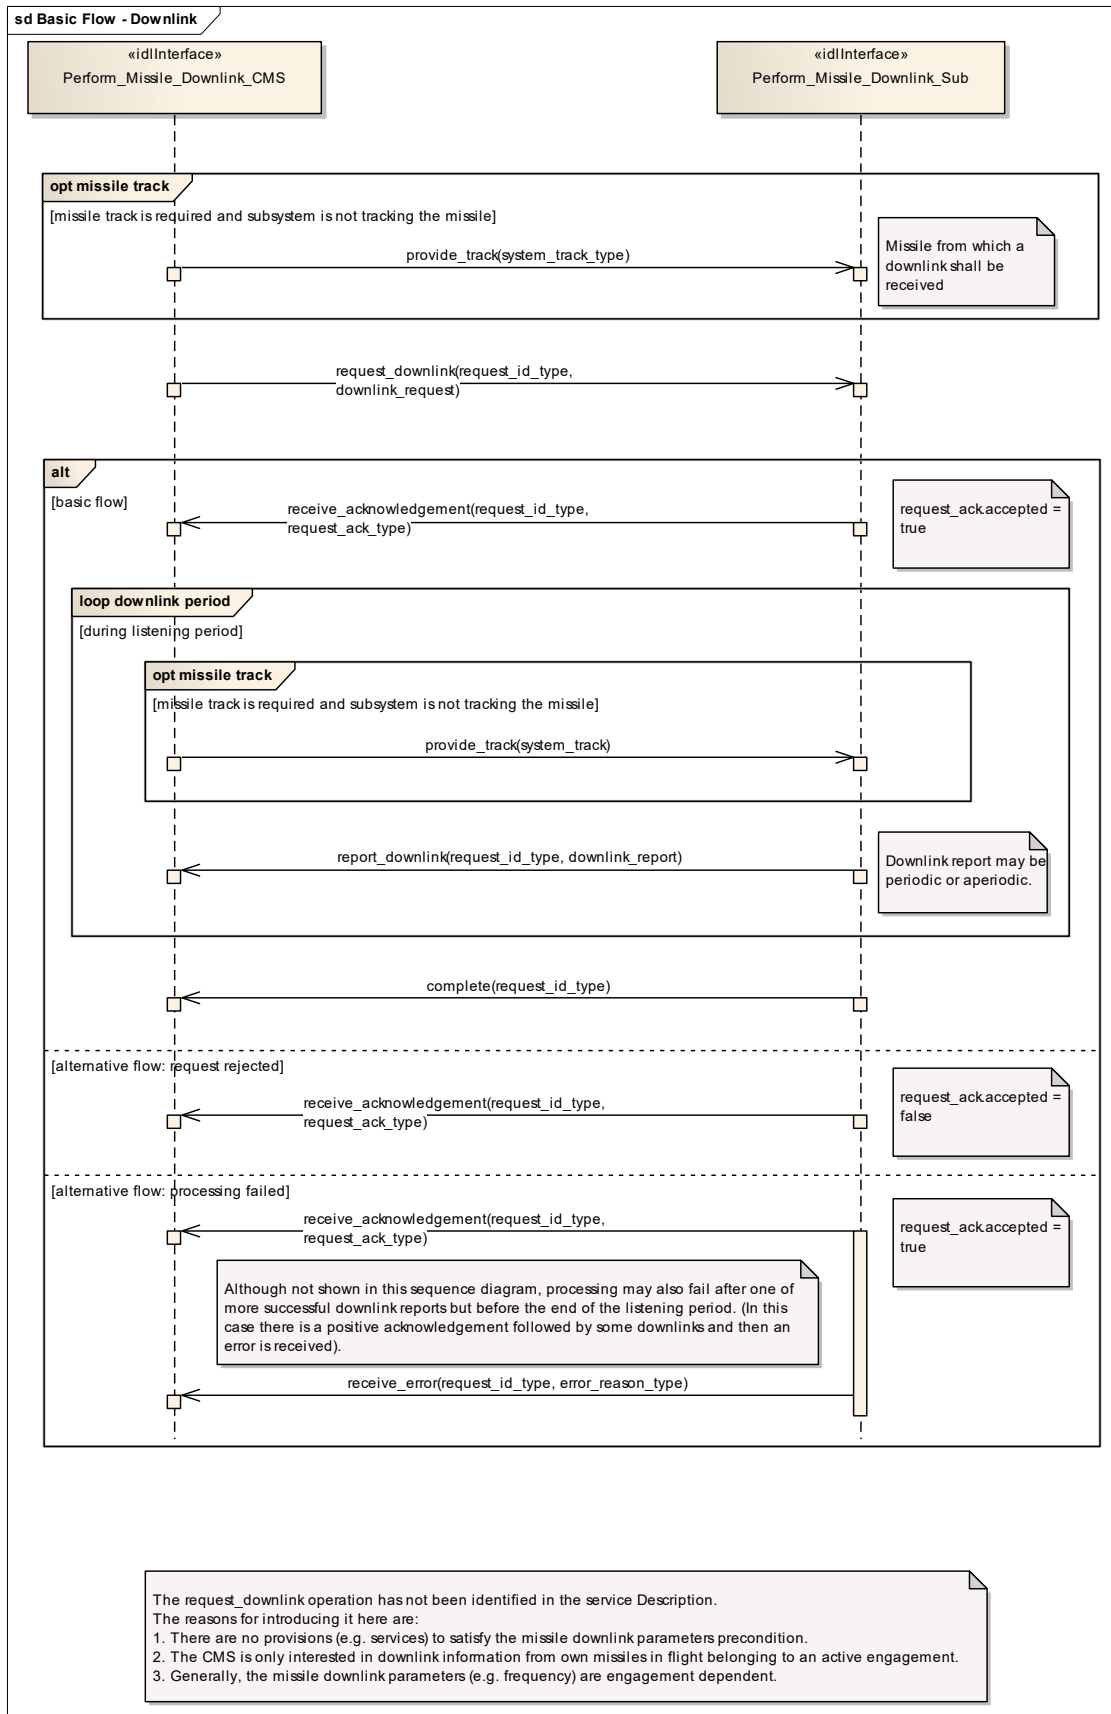 sd Basic Flow - Downlink
«idlInterface»
Perform_Missile_Downlink_CMS
«idlInterface»
Perform_Missile_Downlink_Sub
opt missile track
[missile track is required and subsystem is not tracking the missile]
provide_track(system_track_type)
Missile from which a
downlink shall be
received
request_downlink(request_id_type,
downlink_request)
alt
[basic flow]
receive_acknowledgement(request_id_type,
request_ack_type)
request_ack.accepted =
true
loop downlink period
[during listening period]
opt missile track
[missile track is required and subsystem is not tracking the missile]
provide_track(system_track)
report_downlink(request_id_type, downlink_report)
Downlink report may be
periodic or aperiodic.
complete(request_id_type)
[alternative flow: request rejected]
receive_acknowledgement(request_id_type,
request_ack_type)
request_ack.accepted =
false
[alternative flow: processing failed]
receive_acknowledgement(request_id_type,
request_ack_type)
request_ack.accepted =
true
Although not shown in this sequence diagram, processing may also fail after one of
more successful downlink reports but before the end of the listening period. (In this
case there is a positive acknowledgement followed by some downlinks and then an
error is received).
receive_error(request_id_type, error_reason_type)
The request_downlink operation has not been identified in the service Description.
The reasons for introducing it here are:
1. There are no provisions (e.g. services) to satisfy the missile downlink parameters precondition.
2. The CMS is only interested in downlink information from own missiles in flight belonging to an active engagement.
3. Generally, the missile downlink parameters (e.g. frequency) are engagement dependent.